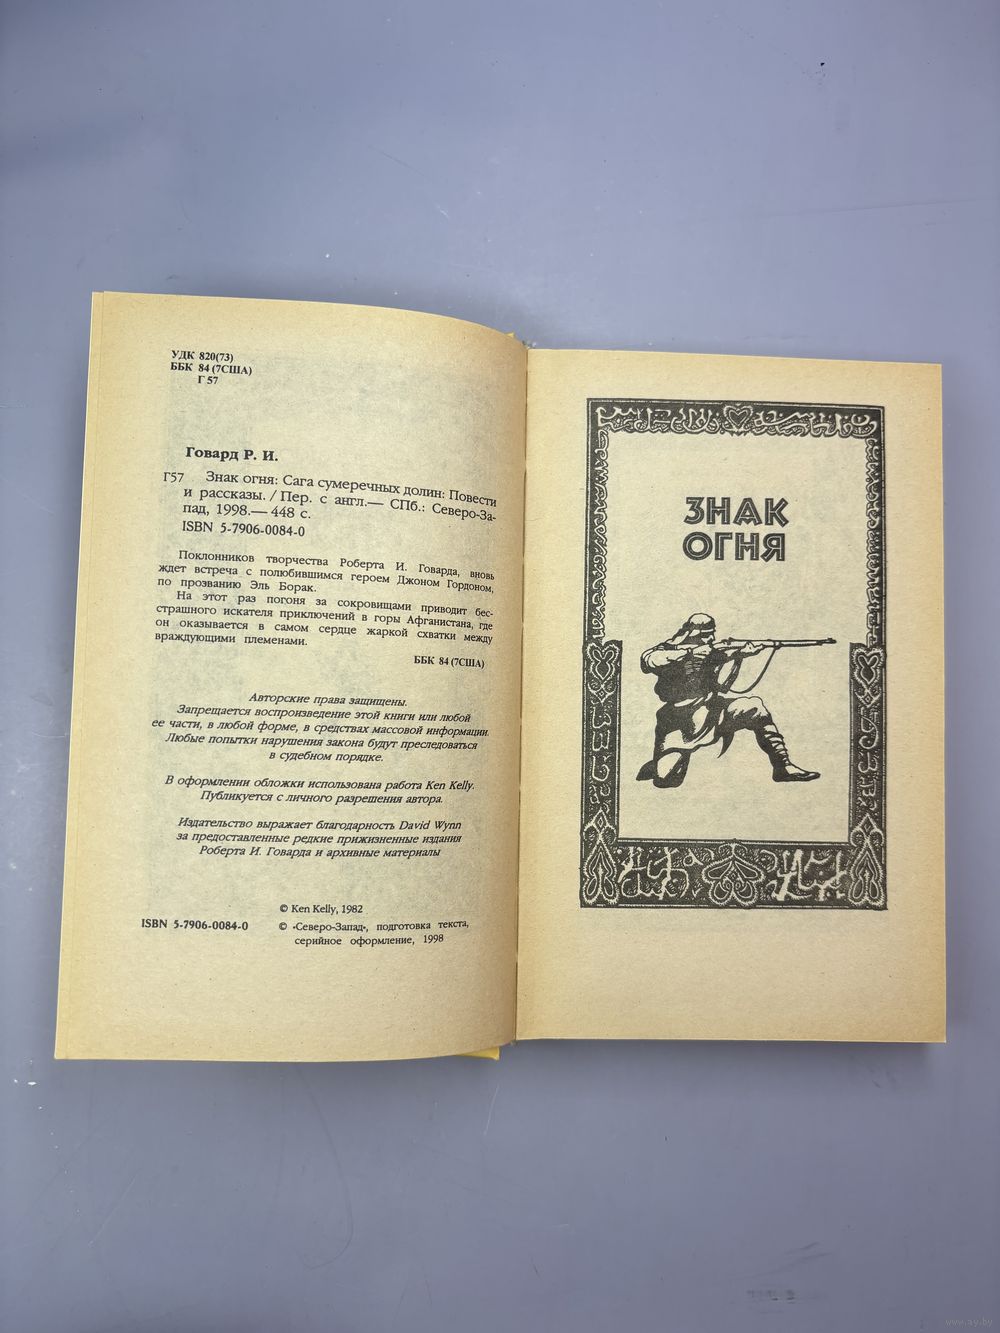 УДК 820(73)
ББК 84 (7США)
Г 57
Говард Р. И.
Г57 Знак огня: Сага сумеречных долин: Повести
и рассказы. / Пер. с англ.— СПб.: Северо-За-
пад, 1998.— 448 с.
ISBN 5-7906-0084-0
Поклонников творчества Роберта И. Говарда, вновь
ждет встреча с полюбившимся героем Джоном Гордоном,
по прозванию Эль Борак.
На этот раз погоня за сокровищами приводит бес-
страшного искателя приключений в горы Афганистана, где
он оказывается в самом сердце жаркой схватки между
враждующими племенами.
ББК 84 (7США)
Авторские права защищены.
Запрещается воспроизведение этой книги или любой
ее части, в любой форме, в средствах массовой информации.
Любые попытки нарушения закона будут преследоваться
в судебном порядке.
В оформлении обложки использована работа Ken Kelly.
Публикуется с личного разрешения автора.
Издательство выражает благодарность David Wynn
за предоставленные редкие прижизненные издания
Роберта И. Говарда и архивные материалы
© Ken Kelly, 1982
ISBN 5-7906-0084-0 © «Северо-Запад», подготовка текста,
серийное оформление, 1998
ЗНАК
ОГНЯ
www.ay.by